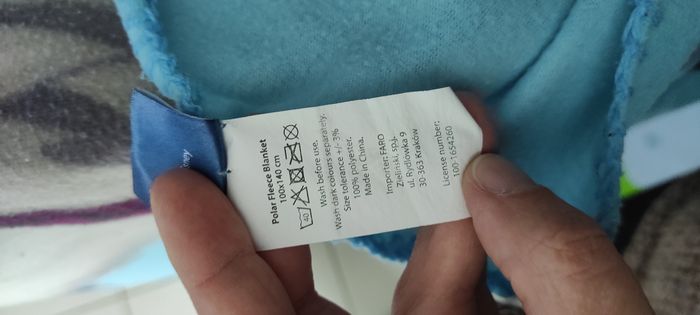 Polar Fleece Blanket
100x140 cm
40
Wash before use.
Wash dark colours separately.
Size tolerance +/- 3%
100% polyester.
Made in China.
Importer: FARO
Zieliński, sp.j.
ul. Rydlówka 9
30-363 Kraków
License number:
100-1654260